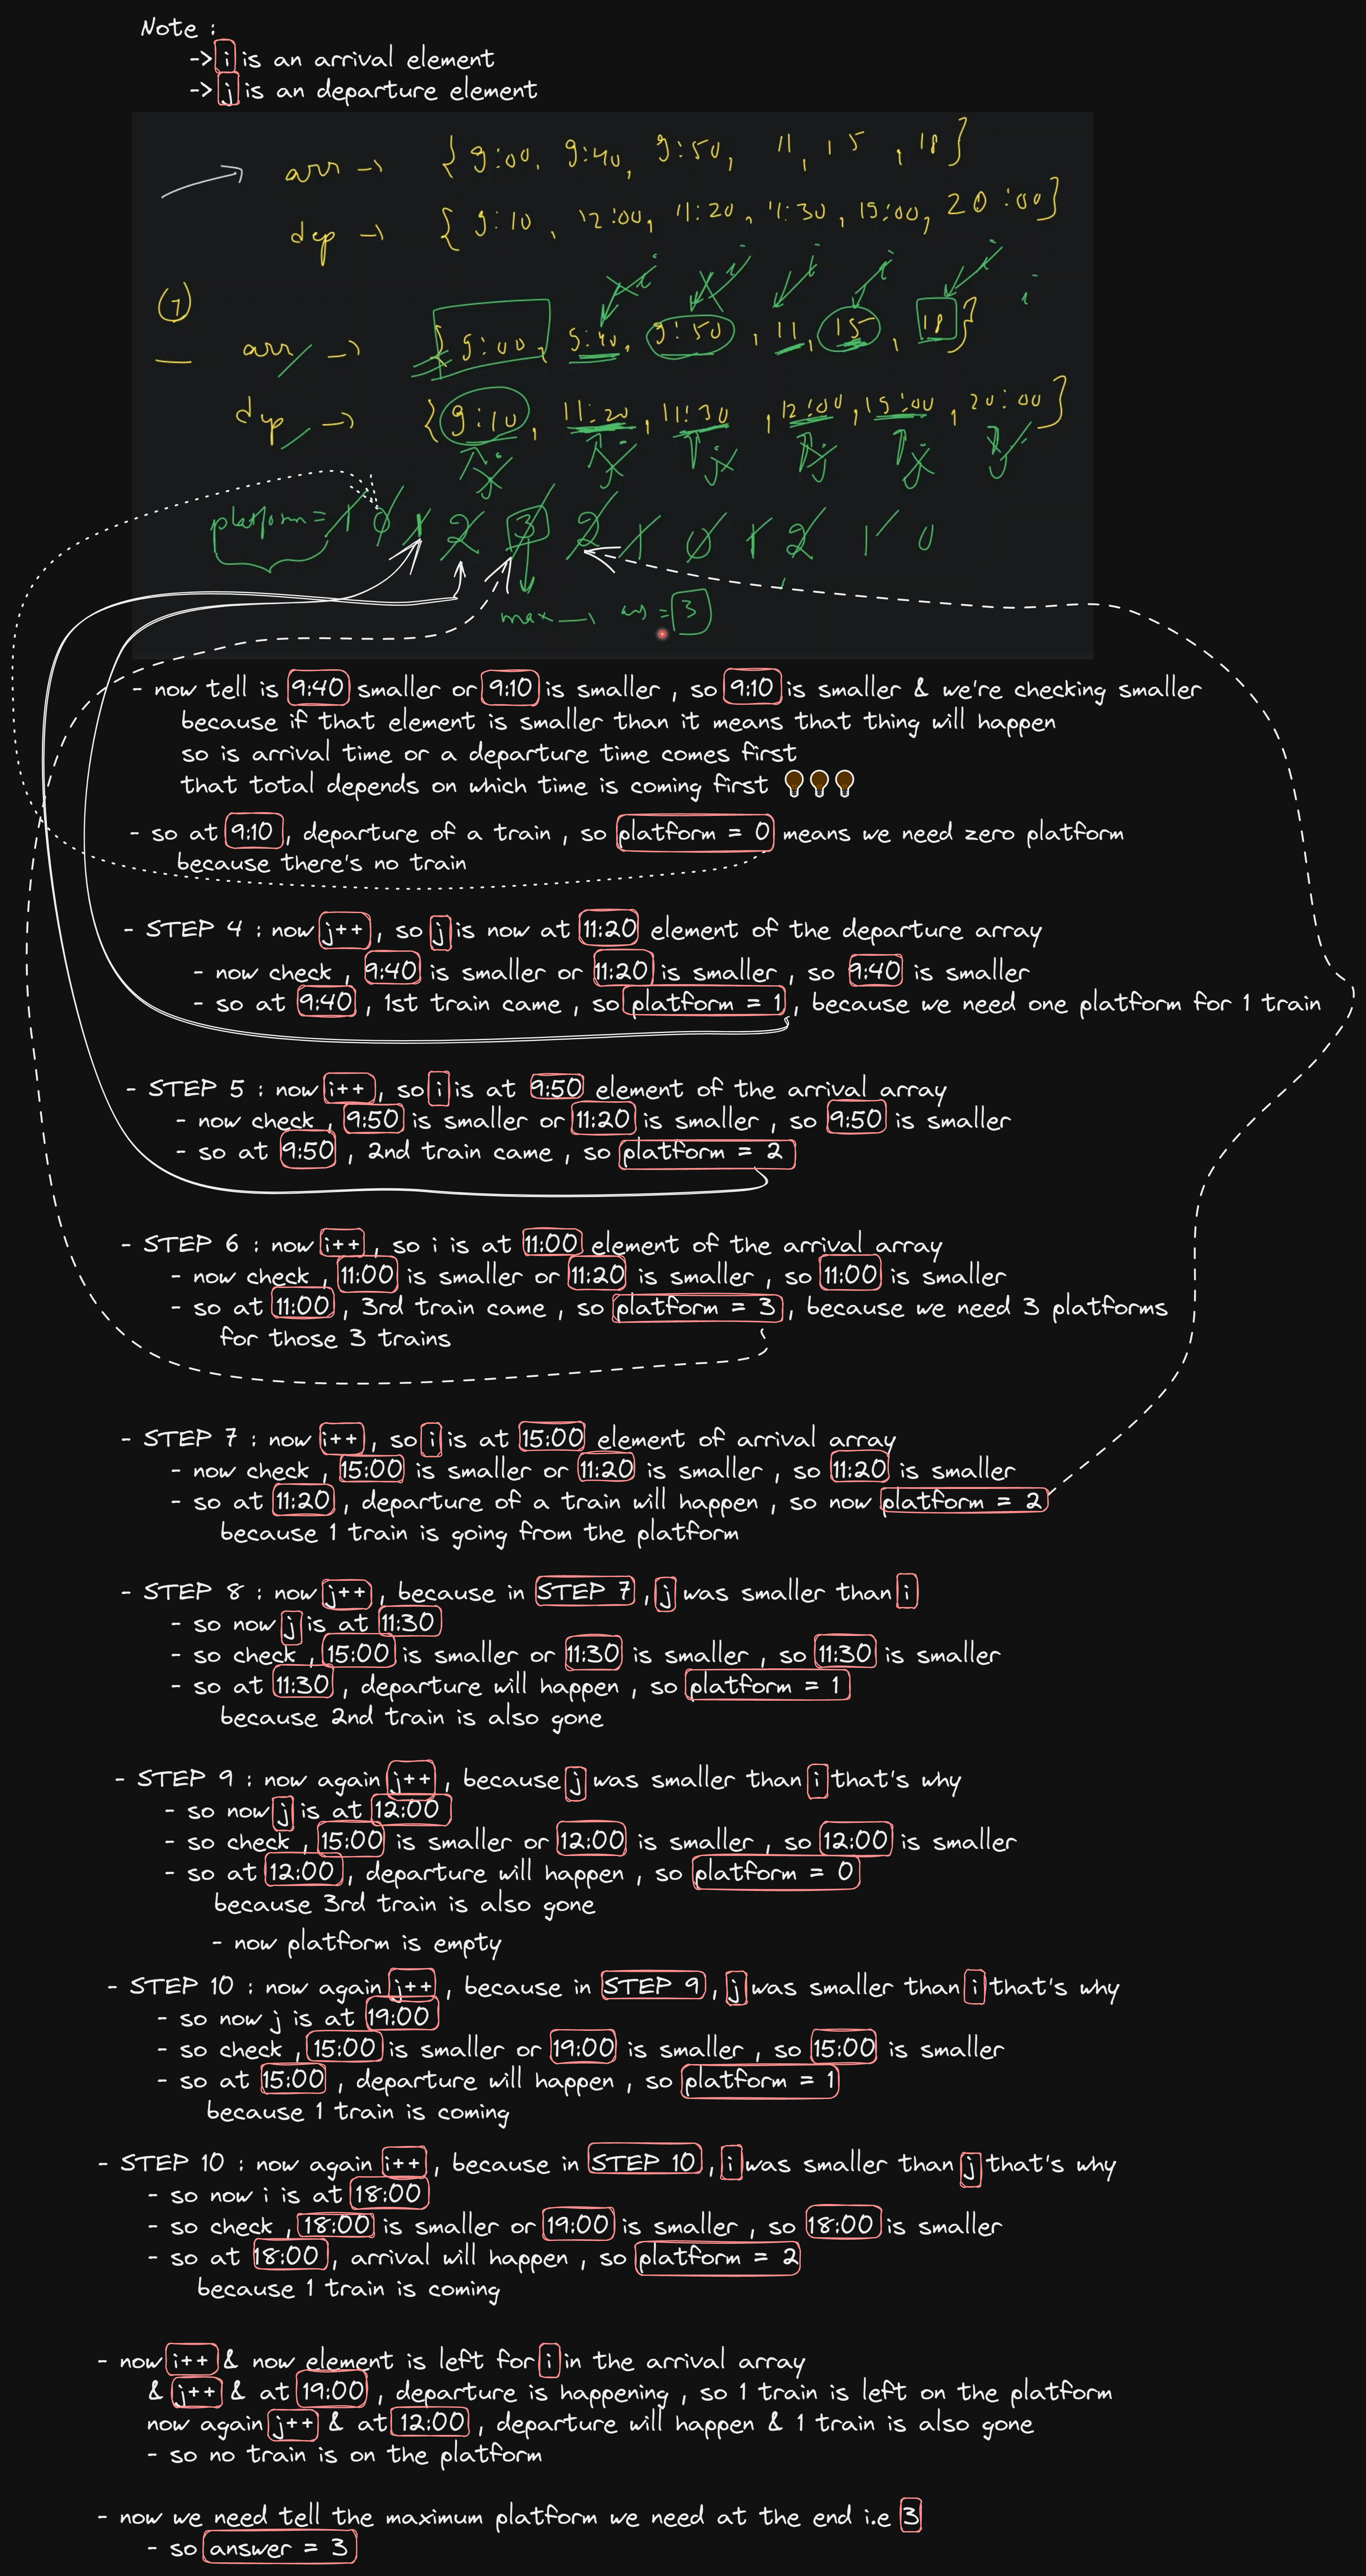 Note :
-> i is an arrival element
-> j is an departure element
arr -> { 9:00, 9:40, 9:50, 11, 15, 18 }
dep -> { 9:10, 12:00, 11:20, 11:30, 19:00, 20:00 }
i i i i i i
arr -> { 9:00, 9:40, 9:50, 11, 15, 18 }
dep -> { 9:10, 11:20, 11:30, 12:00, 19:00, 20:00 }
j j j j j j
platform = 1 0 1 2 3 2 1 0 1 2 1 0
max -> ans = 3
- now tell is 9:40 smaller or 9:10 is smaller , so 9:10 is smaller & we're checking smaller
because if that element is smaller than it means that thing will happen
so is arrival time or a departure time comes first
that total depends on which time is coming first 💡💡💡
- so at 9:10 , departure of a train , so platform = 0 means we need zero platform
because there's no train
- STEP 4 : now j++ , so j is now at 11:20 element of the departure array
- now check , 9:40 is smaller or 11:20 is smaller , so 9:40 is smaller
- so at 9:40 , 1st train came , so platform = 1 , because we need one platform for 1 train
- STEP 5 : now i++ , so i is at 9:50 element of the arrival array
- now check , 9:50 is smaller or 11:20 is smaller , so 9:50 is smaller
- so at 9:50 , 2nd train came , so platform = 2
- STEP 6 : now i++ , so i is at 11:00 element of the arrival array
- now check , 11:00 is smaller or 11:20 is smaller , so 11:00 is smaller
- so at 11:00 , 3rd train came , so platform = 3 , because we need 3 platforms
for those 3 trains
- STEP 7 : now i++ , so i is at 15:00 element of arrival array
- now check , 15:00 is smaller or 11:20 is smaller , so 11:20 is smaller
- so at 11:20 , departure of a train will happen , so now platform = 2
because 1 train is going from the platform
- STEP 8 : now j++ , because in STEP 7 , j was smaller than i
- so now j is at 11:30
- so check , 15:00 is smaller or 11:30 is smaller , so 11:30 is smaller
- so at 11:30 , departure will happen , so platform = 1
because 2nd train is also gone
- STEP 9 : now again j++ , because j was smaller than i that's why
- so now j is at 12:00
- so check , 15:00 is smaller or 12:00 is smaller , so 12:00 is smaller
- so at 12:00 , departure will happen , so platform = 0
because 3rd train is also gone
- now platform is empty
- STEP 10 : now again j++ , because in STEP 9 , j was smaller than i that's why
- so now j is at 19:00
- so check , 15:00 is smaller or 19:00 is smaller , so 15:00 is smaller
- so at 15:00 , departure will happen , so platform = 1
because 1 train is coming
- STEP 10 : now again i++ , because in STEP 10 , i was smaller than j that's why
- so now i is at 18:00
- so check , 18:00 is smaller or 19:00 is smaller , so 18:00 is smaller
- so at 18:00 , arrival will happen , so platform = 2
because 1 train is coming
- now i++ & now element is left for i in the arrival array
& j++ & at 19:00 , departure is happening , so 1 train is left on the platform
now again j++ & at 12:00 , departure will happen & 1 train is also gone
- so no train is on the platform
- now we need tell the maximum platform we need at the end i.e 3
- so answer = 3